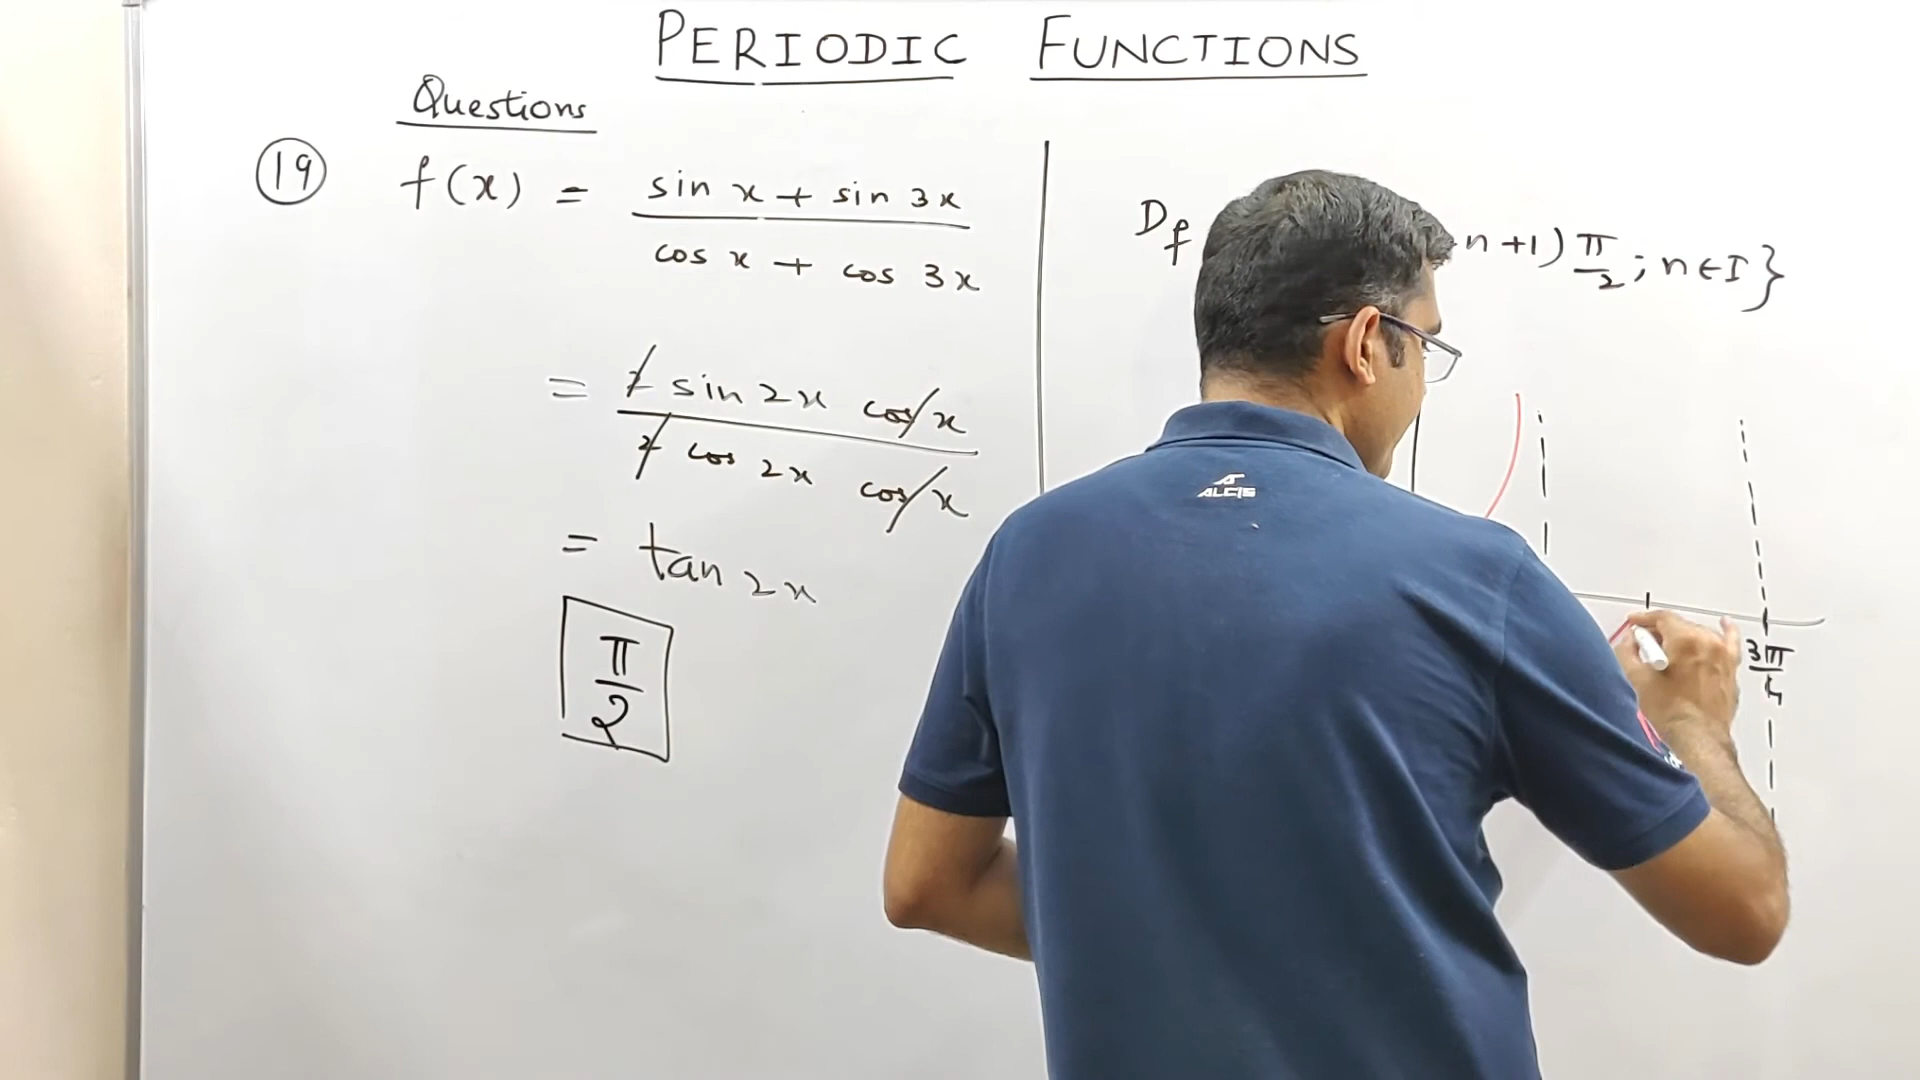 PERIODIC FUNCTIONS
Questions
19 f(x) = sin x + sin 3x / cos x + cos 3x
= 2 sin 2x cos x / 2 cos 2x cos x
= tan 2x
π/2
Df
n +1) π/2 ; n ∈ I }
3π/4
ALCIS